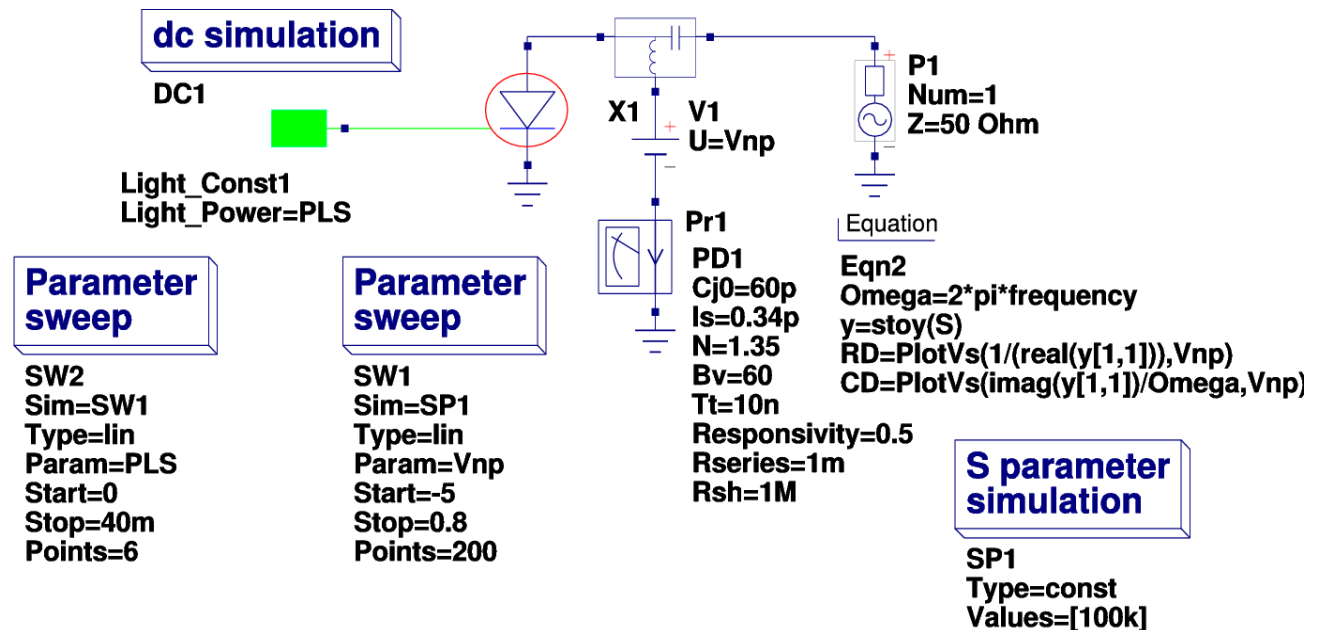 dc simulation
DC1
Light_Const1
Light_Power=PLS
X1
V1
U=Vnp
+
−
+
−
P1
Num=1
Z=50 Ohm
Pr1
PD1
Cj0=60p
Is=0.34p
N=1.35
Bv=60
Tt=10n
Responsivity=0.5
Rseries=1m
Rsh=1M
Equation
Eqn2
Omega=2*pi*frequency
y=stoy(S)
RD=PlotVs(1/(real(y[1,1])),Vnp)
CD=PlotVs(imag(y[1,1])/Omega,Vnp)
Parameter
sweep
SW2
Sim=SW1
Type=lin
Param=PLS
Start=0
Stop=40m
Points=6
Parameter
sweep
SW1
Sim=SP1
Type=lin
Param=Vnp
Start=-5
Stop=0.8
Points=200
S parameter
simulation
SP1
Type=const
Values=[100k]